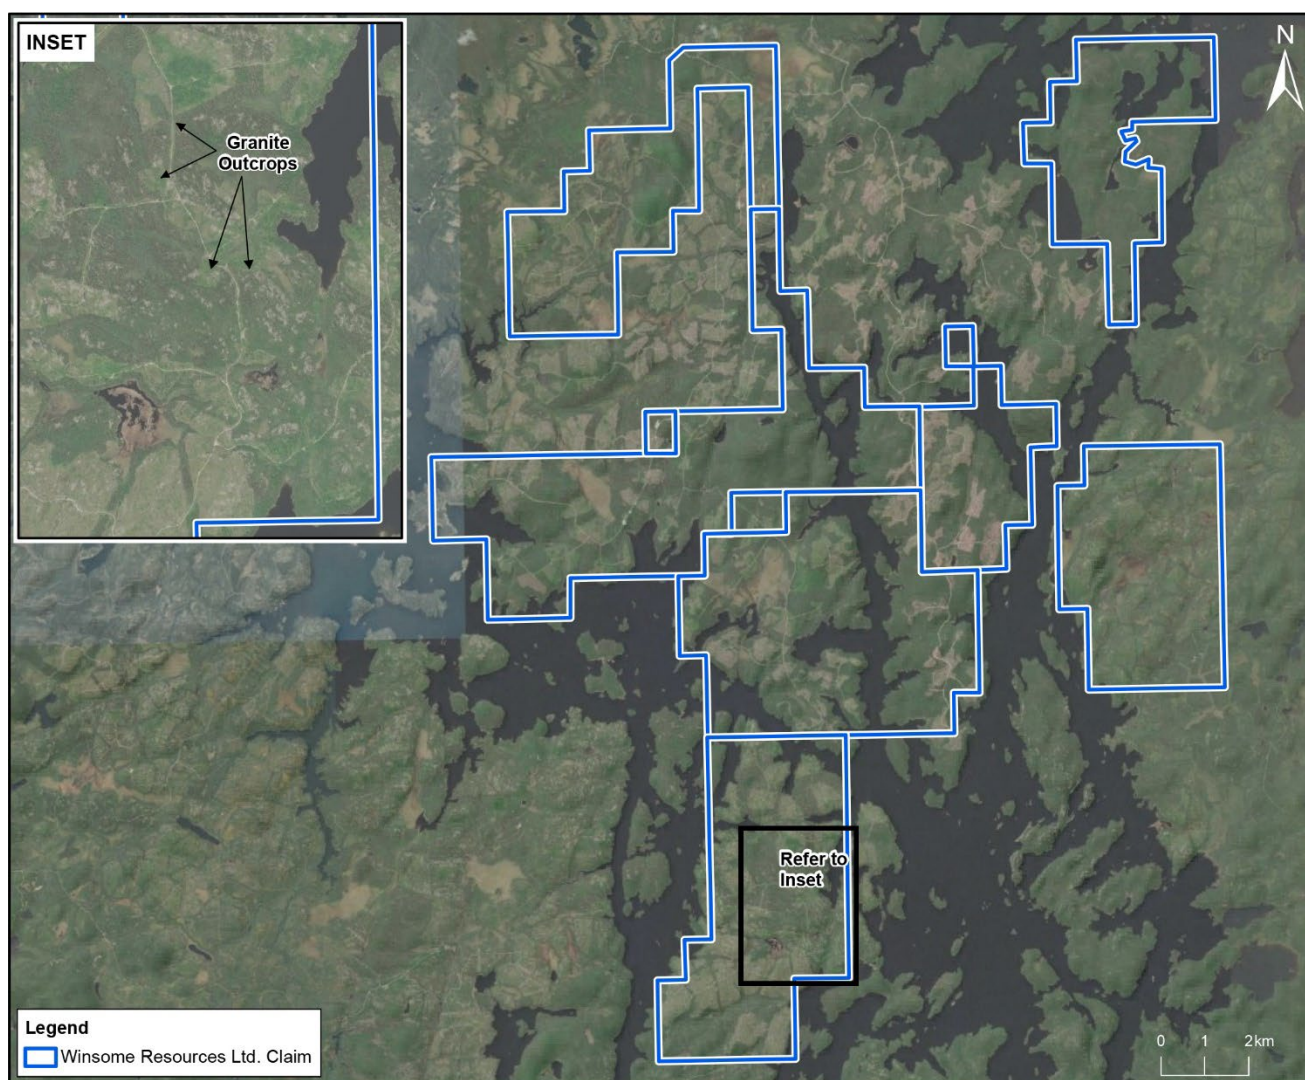 INSET
Granite
Outcrops
N
Refer to
Inset
Legend
Winsome Resources Ltd. Claim
0 1 2km